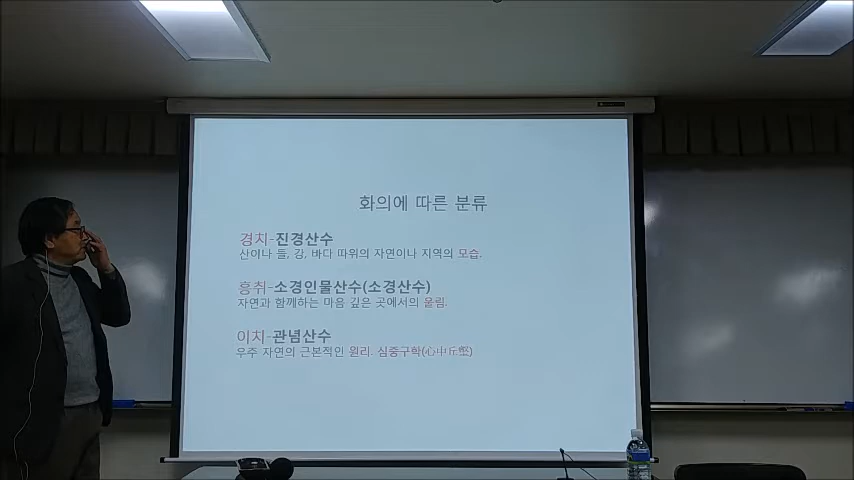 화의에 따른 분류
경치-진경산수
산이나 들, 강, 바다 따위의 자연이나 지역의 모습.
흥취-소경인물산수(소경산수)
자연과 함께하는 마음 깊은 곳에서의 울림.
이치-관념산수
우주 자연의 근본적인 원리. 심중구학(心中丘壑)